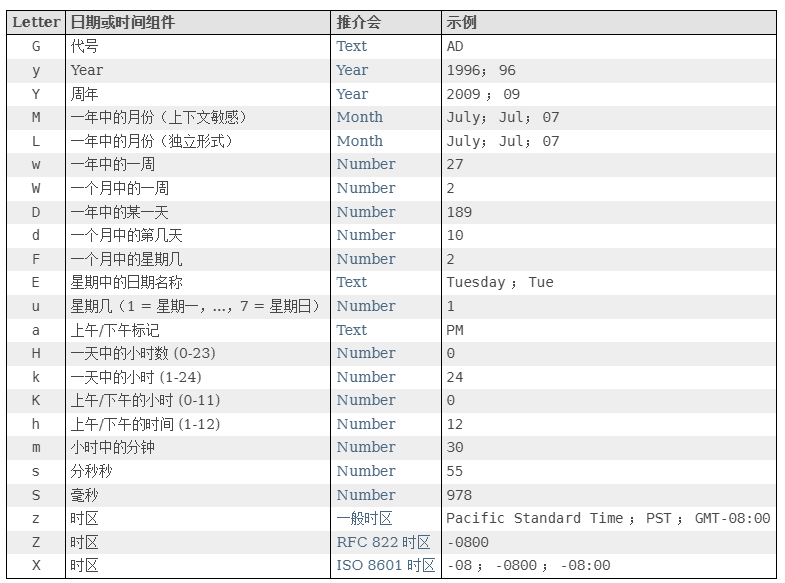 Letter 日期或时间组件 推介会 示例
G 代号 Text AD
y Year Year 1996； 96
Y 周年 Year 2009 ； 09
M 一年中的月份（上下文敏感） Month July； Jul； 07
L 一年中的月份（独立形式） Month July； Jul； 07
w 一年中的一周 Number 27
W 一个月中的一周 Number 2
D 一年中的某一天 Number 189
d 一个月中的第几天 Number 10
F 一个月中的星期几 Number 2
E 星期中的日期名称 Text Tuesday ； Tue
u 星期几（1 = 星期一，...，7 = 星期日） Number 1
a 上午/下午标记 Text PM
H 一天中的小时数 (0-23) Number 0
k 一天中的小时 (1-24) Number 24
K 上午/下午的小时 (0-11) Number 0
h 上午/下午的时间 (1-12) Number 12
m 小时中的分钟 Number 30
s 分秒秒 Number 55
S 毫秒 Number 978
z 时区 一般时区 Pacific Standard Time ； PST ； GMT-08:00
Z 时区 RFC 822 时区 -0800
X 时区 ISO 8601 时区 -08 ； -0800 ； -08:00